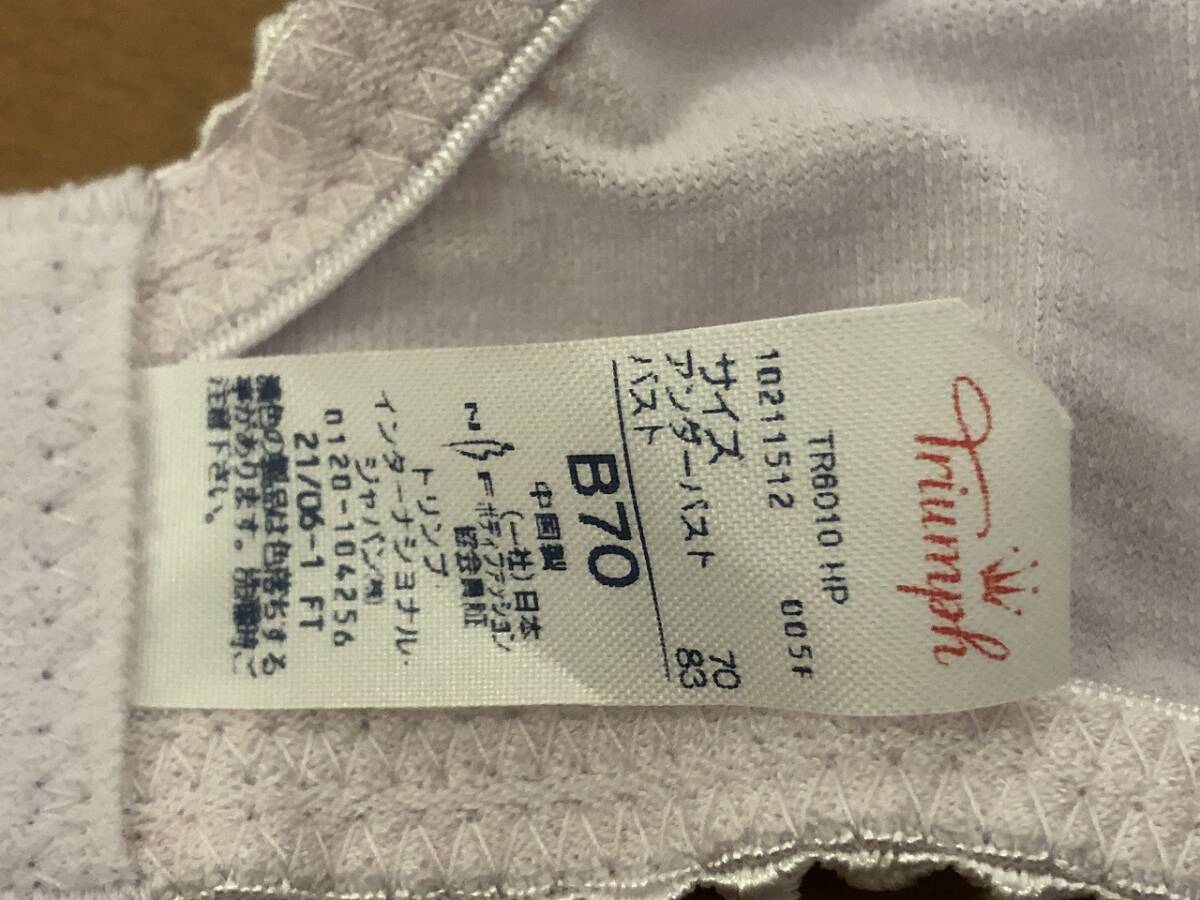 Triumph
TR6010 HP
10211512 005F
サイズ
アンダーバスト 70
バスト 83
B70
中国製
(一社)日本
ボディファッション
協会員証
トリンプ・
インターナショナル・
ジャパン(株)
0120-104256
21/06-1 FT
濃色の製品は色落ちする
事があります。洗濯時ご
注意下さい。